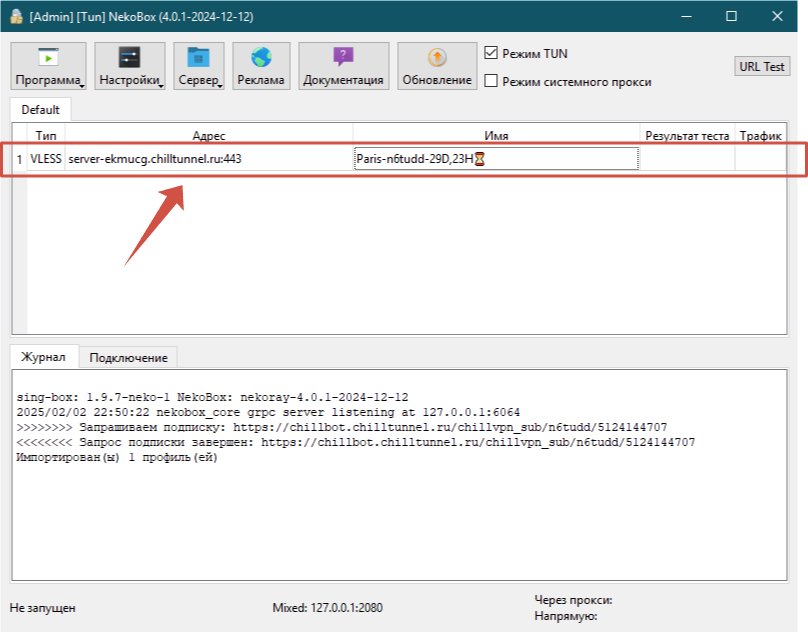 [Admin] [Tun] NekoBox (4.0.1-2024-12-12)
Программа Настройки Сервер Реклама Документация Обновление
Режим TUN
Режим системного прокси
URL Test
Default
Тип Адрес Имя Результат теста Трафик
1 VLESS server-ekmucg.chilltunnel.ru:443 Paris-n6tudd-29D,23H⏳
Журнал Подключение
sing-box: 1.9.7-neko-1 NekoBox: nekoray-4.0.1-2024-12-12
2025/02/02 22:50:22 nekobox_core grpc server listening at 127.0.0.1:6064
>>>>>>>> Запрашиваем подписку: https://chillbot.chilltunnel.ru/chillvpn_sub/n6tudd/5124144707
<<<<<<<< Запрос подписки завершен: https://chillbot.chilltunnel.ru/chillvpn_sub/n6tudd/5124144707
Импортирован(ы) 1 профиль(ей)
Не запущен
Mixed: 127.0.0.1:2080
Через прокси:
Напрямую: